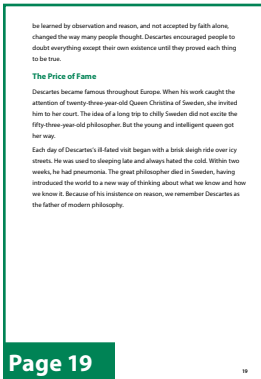 be learned by observation and reason, and not accepted by faith alone,
changed the way many people thought. Descartes encouraged people to
doubt everything except their own existence until they proved each thing
to be true.
The Price of Fame
Descartes became famous throughout Europe. When his work caught the
attention of twenty-three-year-old Queen Christina of Sweden, she invited
him to her court. The idea of a long trip to chilly Sweden did not excite the
fifty-three-year-old philosopher. But the young and intelligent queen got
her way.
Each day of Descartes's ill-fated visit began with a brisk sleigh ride over icy
streets. He was used to sleeping late and always hated the cold. Within two
weeks, he had pneumonia. The great philosopher died in Sweden, having
introduced the world to a new way of thinking about what we know and how
we know it. Because of his insistence on reason, we remember Descartes as
the father of modern philosophy.
Page 19
19